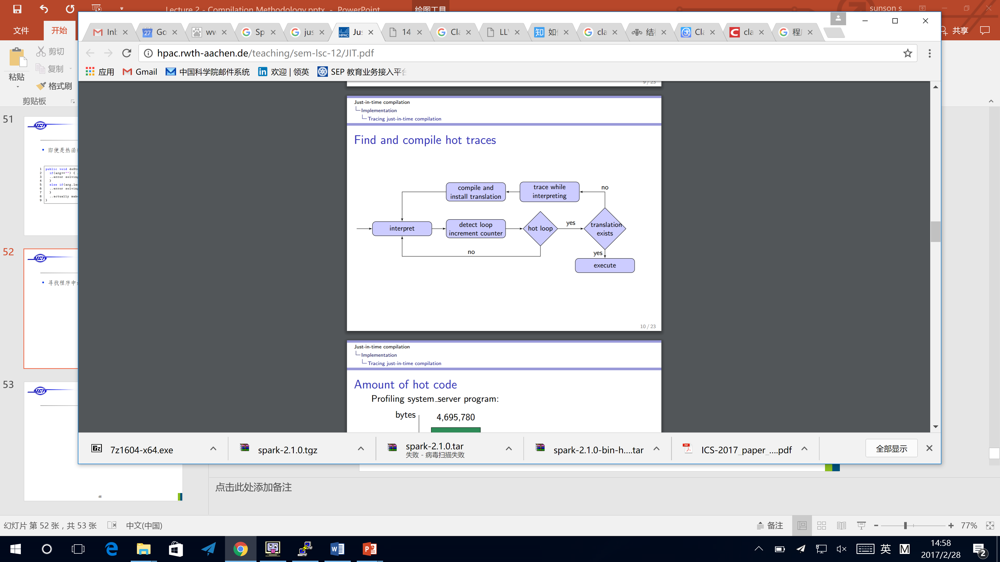 Lecture 2 - Compilation Methodology.pptx - PowerPoint
绘图工具
sunson s
文件
开始
共享
Inb
27
Go
Sp
jus
HPAC
Jus
14
Cla
知
cla
Cla
cla
hpac.rwth-aachen.de/teaching/sem-lsc-12/JIT.pdf
应用
Gmail
中国科学院邮件系统
欢迎 | 领英
SEP 教育业务接入平台
剪切
复制
粘贴
格式刷
剪贴板
51
即使是热函
1 public void doStu
2 if(arg=="") {
3 ..error solving
4 }
5 else if(arg.len
6 ..error solving
7 }
8 ..actually make
9 }
52
寻找程序中
53
46
9 / 23
Just-in-time compilation
Implementation
Tracing just-in-time compilation
Find and compile hot traces
compile and
install translation
trace while
interpreting
no
interpret
detect loop
increment counter
hot loop
yes
translation
exists
no
yes
execute
10 / 23
Just-in-time compilation
Implementation
Tracing just-in-time compilation
Amount of hot code
Profiling system_server program:
bytes
4,695,780
7z1604-x64.exe
spark-2.1.0.tgz
spark-2.1.0.tar
失败 - 病毒扫描失败
spark-2.1.0-bin-h....tar
ICS-2017_paper_....pdf
全部显示
点击此处添加备注
幻灯片 第 52 张，共 53 张
中文(中国)
备注
77%
英
M
14:58
2017/2/28
2